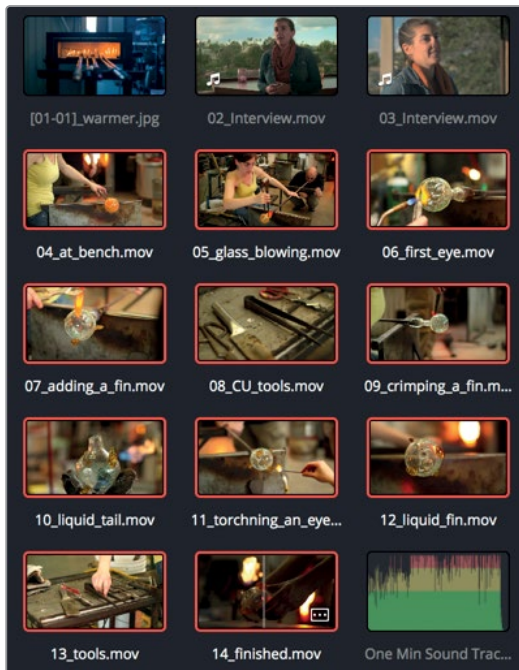 [01-01]_warmer.jpg 02_Interview.mov 03_Interview.mov
04_at_bench.mov 05_glass_blowing.mov 06_first_eye.mov
07_adding_a_fin.mov 08_CU_tools.mov 09_crimping_a_fin.m...
10_liquid_tail.mov 11_torchning_an_eye... 12_liquid_fin.mov
13_tools.mov 14_finished.mov One Min Sound Trac...